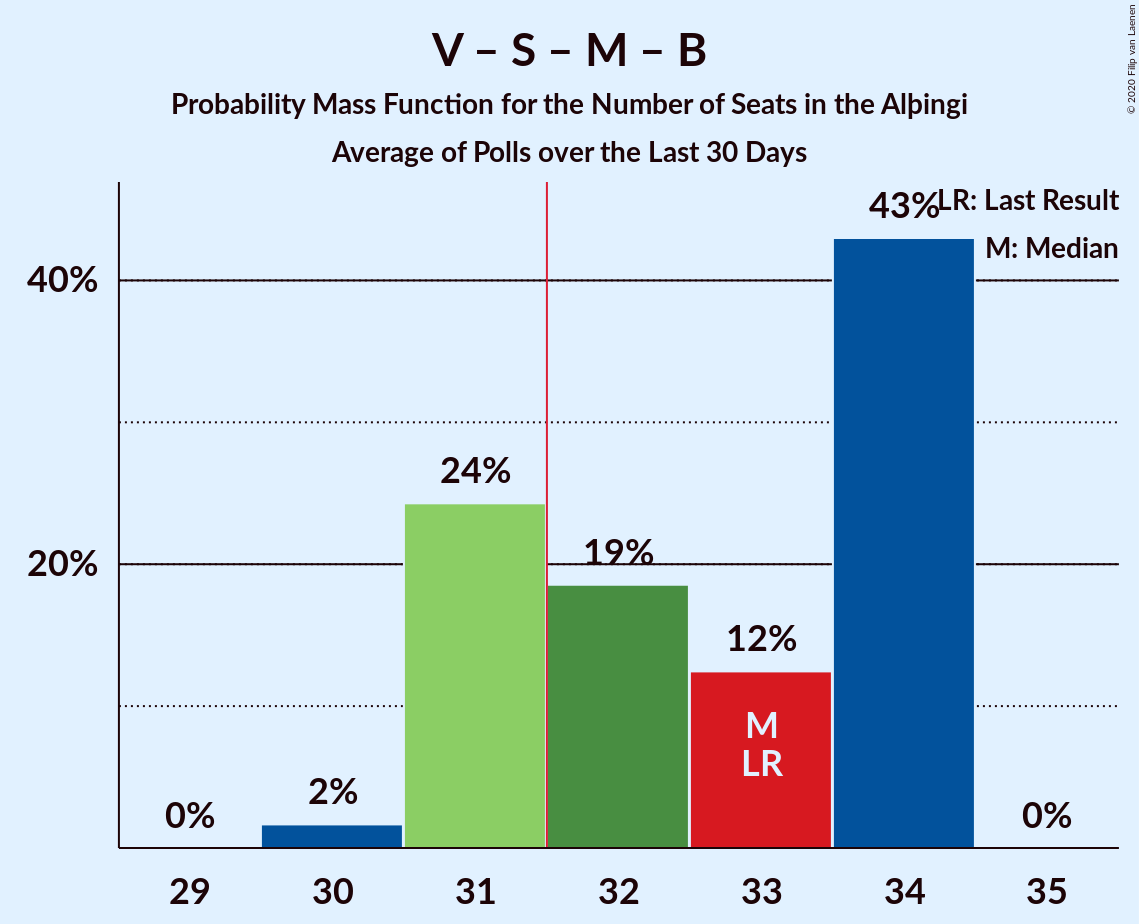 V – S – M – B
Probability Mass Function for the Number of Seats in the Alþingi
Average of Polls over the Last 30 Days
© 2020 Filip van Laenen
LR: Last Result
M: Median
43%
40%
24%
20%
19%
12%
M
LR
2%
0%
0%
29 30 31 32 33 34 35